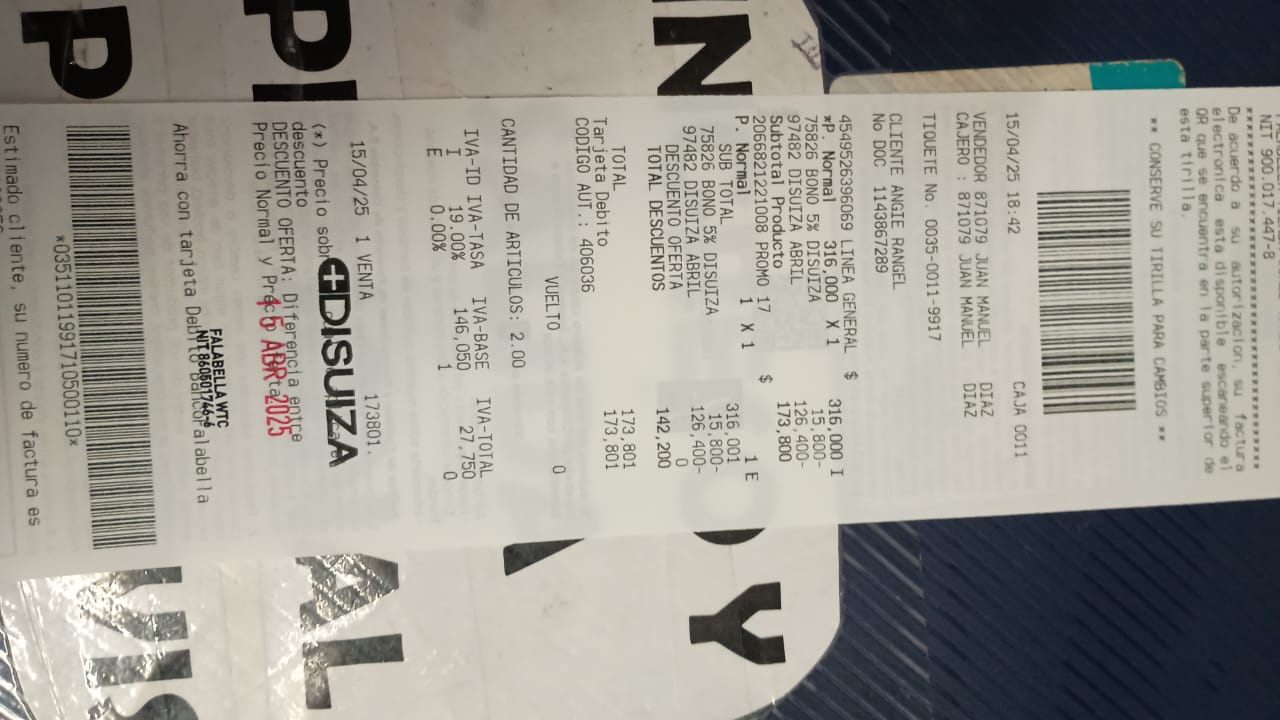 NIT 900.017.447-8
**********************************
De acuerdo a su autorizacion, su factura
electronica esta disponible escaneando el
QR que se encuentra en la parte superior de
esta tirilla.
** CONSERVE SU TIRILLA PARA CAMBIOS **
15/04/25 18:42 CAJA 0011
VENDEDOR 871079 JUAN MANUEL DIAZ
CAJERO : 871079 JUAN MANUEL DIAZ
TIQUETE No. 0035-0011-9917
CLIENTE ANGIE RANGEL
No DOC 1143867289
4549526396069 LINEA GENERAL $ 316,000 I
*P. Normal 316,000 X 1
75826 BONO 5% DISUIZA 15,800-
97482 DISUIZA ABRIL 126,400-
Subtotal Producto 173,800
2066821221008 PROMO 17 $ 1 E
P. Normal 1 X 1
SUB TOTAL 316,001
75826 BONO 5% DISUIZA 15,800-
97482 DISUIZA ABRIL 126,400-
DESCUENTO OFERTA 0
TOTAL DESCUENTOS 142,200
TOTAL 173,801
Tarjeta Debito 173,801
CODIGO AUT.: 406036
VUELTO 0
CANTIDAD DE ARTICULOS: 2.00
IVA-ID IVA-TASA IVA-BASE IVA-TOTAL
I 19.00% 146,050 27,750
E 0.00% 1 0
15/04/25 1 VENTA 173801.
+DISUIZA
(*) Precio sobre
descuento
DESCUENTO OFERTA: Diferencia entre
Precio Normal y Precio
15 ABR 2025
FALABELLA WTC
NIT.860501746-6
Ahorra con tarjeta Debito BancoFalabella
*03511011991710500110*
Estimado cliente, su numero de factura es